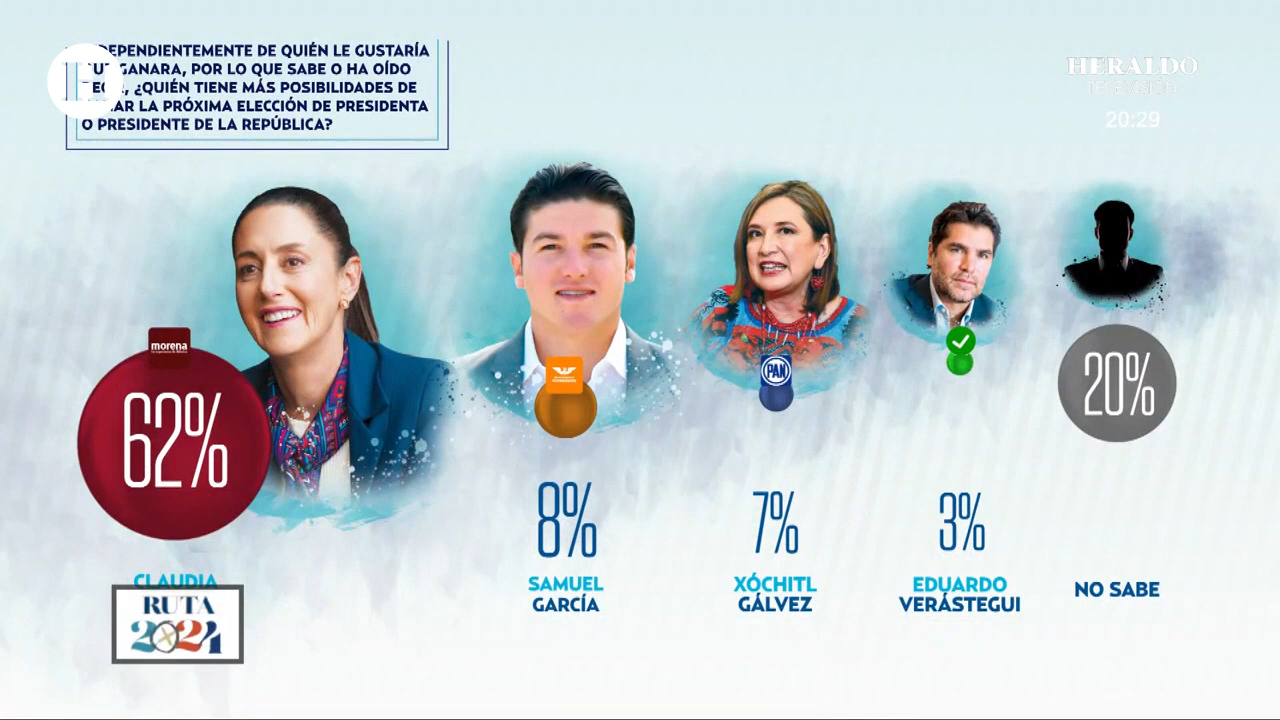 DEPENDIENTEMENTE DE QUIÉN LE GUSTARÍA
GANARA, POR LO QUE SABE O HA OÍDO
¿QUIÉN TIENE MÁS POSIBILIDADES DE
LA PRÓXIMA ELECCIÓN DE PRESIDENTA
O PRESIDENTE DE LA REPÚBLICA?
H
HERALDO
TELEVISIÓN
20:29
morena
62%
PAN
20%
8%
7%
3%
CLAUDIA
SAMUEL
GARCÍA
XÓCHITL
GÁLVEZ
EDUARDO
VERÁSTEGUI
NO SABE
RUTA
2024